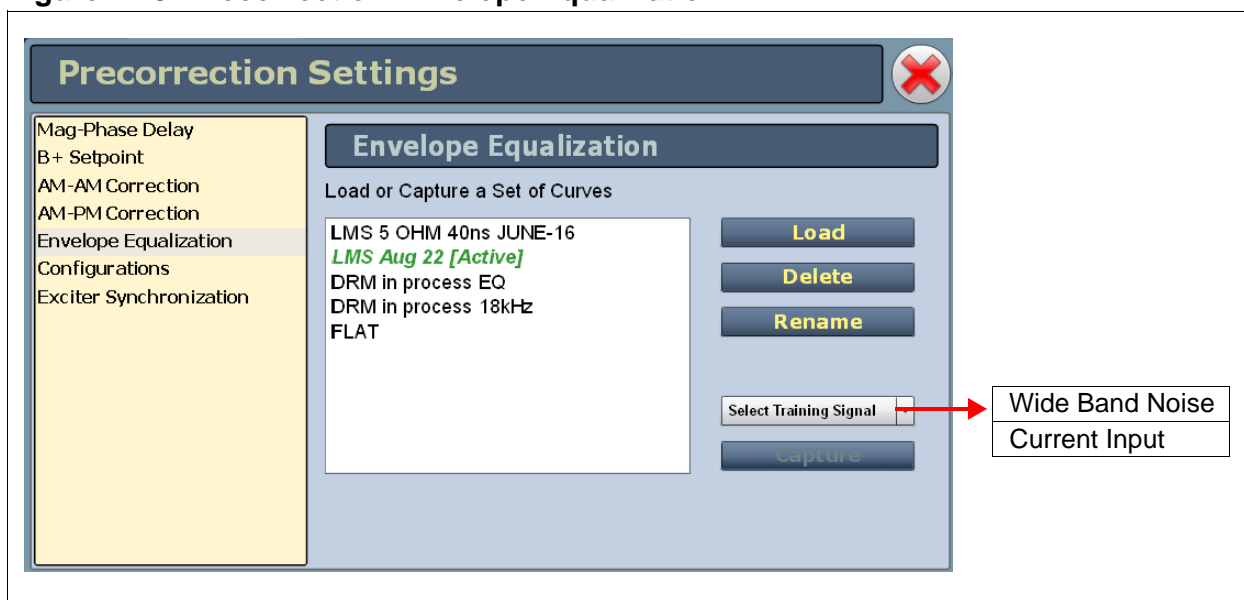 Precorrection Settings
Mag-Phase Delay
B+ Setpoint
AM-AM Correction
AM-PM Correction
Envelope Equalization
Configurations
Exciter Synchronization
Envelope Equalization
Load or Capture a Set of Curves
LMS 5 OHM 40ns JUNE-16
LMS Aug 22 [Active]
DRM in process EQ
DRM in process 18kHz
FLAT
Load
Delete
Rename
Select Training Signal
Capture
Wide Band Noise
Current Input